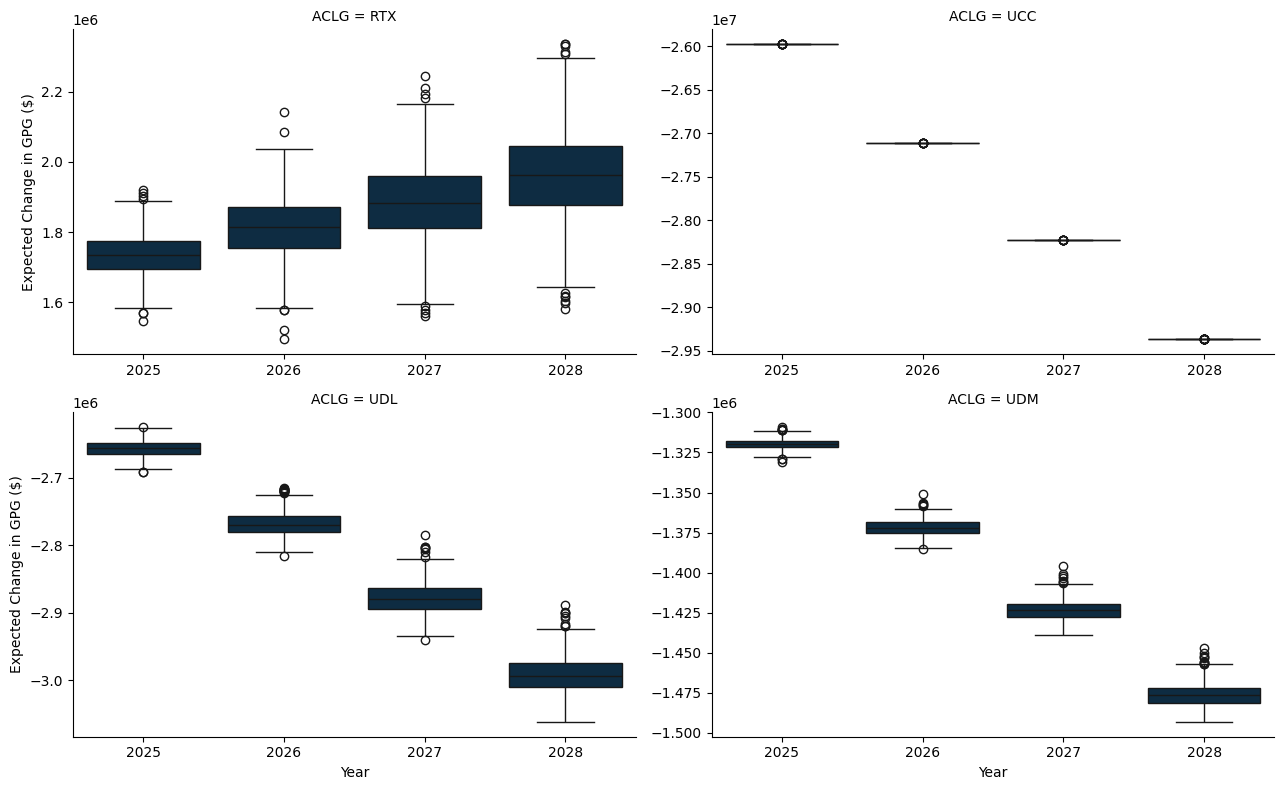 ACLG = RTX
1e6
Expected Change in GPG ($)
2.2
2.0
1.8
1.6
2025 2026 2027 2028
ACLG = UCC
1e7
−2.60
−2.65
−2.70
−2.75
−2.80
−2.85
−2.90
−2.95
2025 2026 2027 2028
ACLG = UDL
1e6
Expected Change in GPG ($)
−2.7
−2.8
−2.9
−3.0
2025 2026 2027 2028
Year
ACLG = UDM
1e6
−1.300
−1.325
−1.350
−1.375
−1.400
−1.425
−1.450
−1.475
−1.500
2025 2026 2027 2028
Year